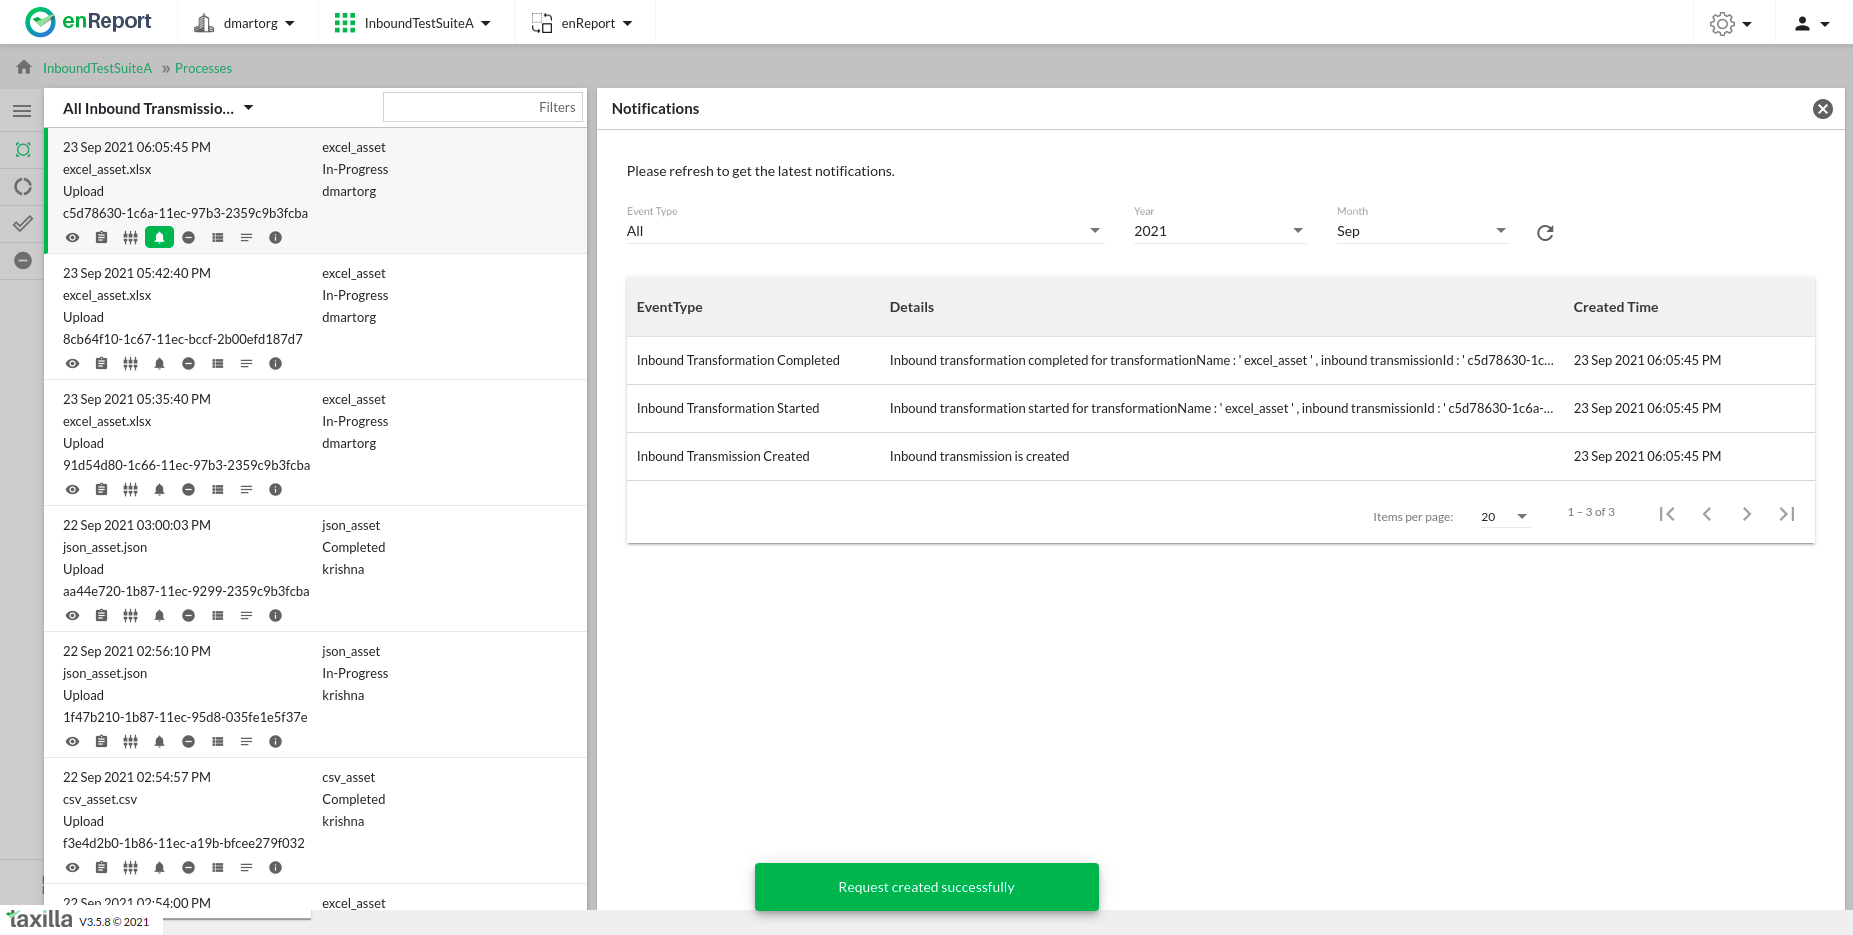 enReport
dmartorg
InboundTestSuiteA
enReport
InboundTestSuiteA » Processes
All Inbound Transmissio...
Filters
23 Sep 2021 06:05:45 PM excel_asset
excel_asset.xlsx In-Progress
Upload dmartorg
c5d78630-1c6a-11ec-97b3-2359c9b3fcba
23 Sep 2021 05:42:40 PM excel_asset
excel_asset.xlsx In-Progress
Upload dmartorg
8cb64f10-1c67-11ec-bccf-2b00efd187d7
23 Sep 2021 05:35:40 PM excel_asset
excel_asset.xlsx In-Progress
Upload dmartorg
91d54d80-1c66-11ec-97b3-2359c9b3fcba
22 Sep 2021 03:00:03 PM json_asset
json_asset.json Completed
Upload krishna
aa44e720-1b87-11ec-9299-2359c9b3fcba
22 Sep 2021 02:56:10 PM json_asset
json_asset.json In-Progress
Upload krishna
1f47b210-1b87-11ec-95d8-035fe1e5f37e
22 Sep 2021 02:54:57 PM csv_asset
csv_asset.csv Completed
Upload krishna
f3e4d2b0-1b86-11ec-a19b-bfcee279f032
22 Sep 2021 02:54:00 PM excel_asset
Notifications
Please refresh to get the latest notifications.
Event Type Year Month
All 2021 Sep
EventType Details Created Time
Inbound Transformation Completed Inbound transformation completed for transformationName : ' excel_asset ' , inbound transmissionId : ' c5d78630-1c... 23 Sep 2021 06:05:45 PM
Inbound Transformation Started Inbound transformation started for transformationName : ' excel_asset ' , inbound transmissionId : ' c5d78630-1c6a-... 23 Sep 2021 06:05:45 PM
Inbound Transmission Created Inbound transmission is created 23 Sep 2021 06:05:45 PM
Items per page: 20 1 – 3 of 3
Request created successfully
taxilla V3.5.8 © 2021